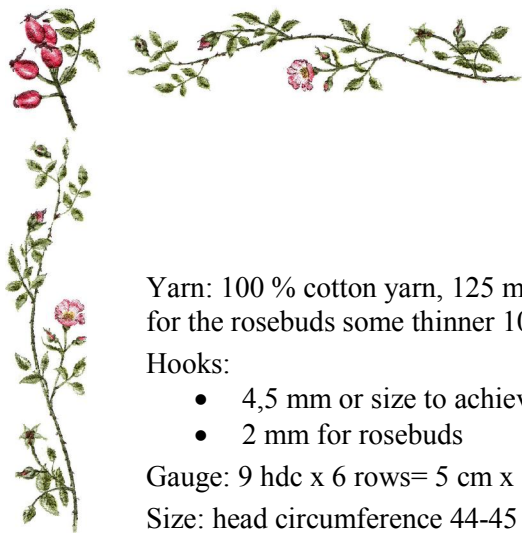 Yarn: 100 % cotton yarn, 125 m
for the rosebuds some thinner 10
Hooks:
• 4,5 mm or size to achiev
• 2 mm for rosebuds
Gauge: 9 hdc x 6 rows= 5 cm x
Size: head circumference 44-45